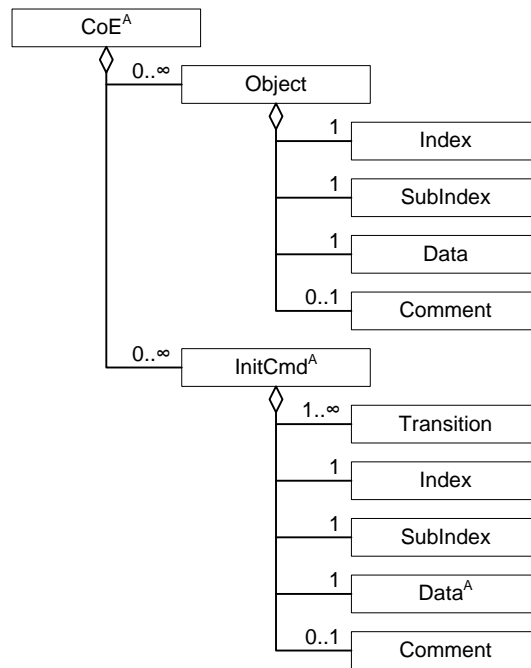 CoE^A
0..∞
Object
1
Index
1
SubIndex
1
Data
0..1
Comment
0..∞
InitCmd^A
1..∞
Transition
1
Index
1
SubIndex
1
Data^A
0..1
Comment